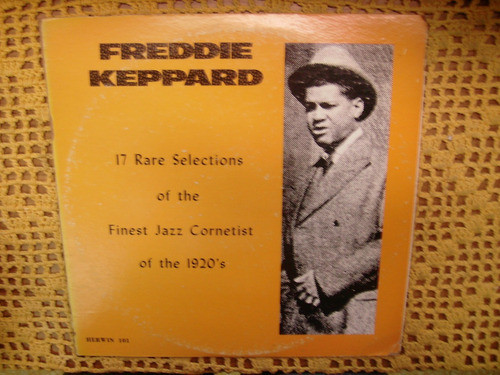 FREDDIE
KEPPARD
17 Rare Selections
of the
Finest Jazz Cornetist
of the 1920's
HERWIN 101